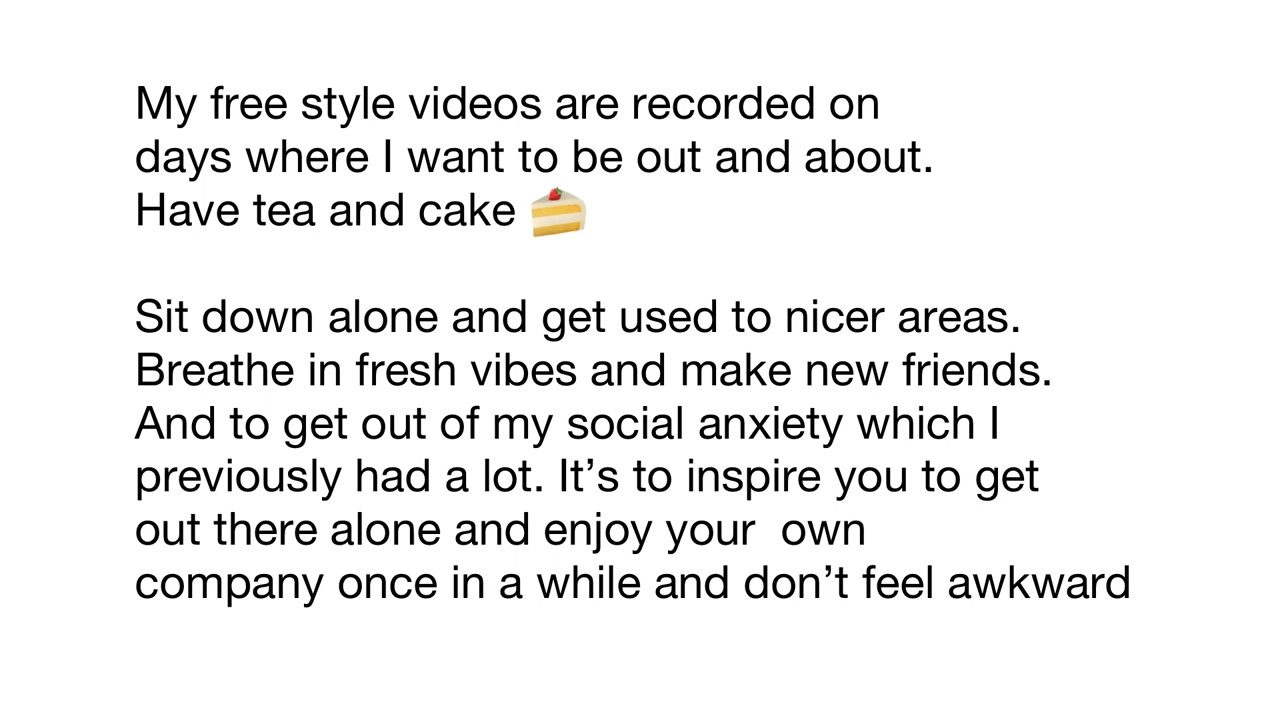 My free style videos are recorded on
days where I want to be out and about.
Have tea and cake 🍰
Sit down alone and get used to nicer areas.
Breathe in fresh vibes and make new friends.
And to get out of my social anxiety which I
previously had a lot. It’s to inspire you to get
out there alone and enjoy your  own
company once in a while and don’t feel awkward